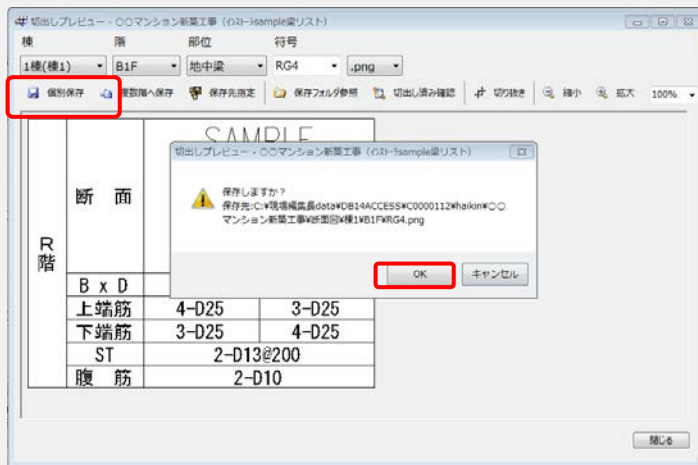 切出しプレビュー - 〇〇マンション新築工事 (ｲﾝｽﾄｰﾗsample梁リスト)
棟 階 部位 符号
1棟(棟1) B1F 地中梁 RG4 .png
個別保存 複数階へ保存 保存先指定 保存フォルダ参照 切出し済み確認 切り抜き 縮小 拡大 100%
SAMPLE
切出しプレビュー - 〇〇マンション新築工事 (ｲﾝｽﾄｰﾗsample梁リスト)
保存しますか？
保存先:C:¥現場編集長data¥DB14ACCESS¥C0000112¥haikin¥〇〇
マンション新築工事¥断面図¥棟1¥B1F¥RG4.png
OK キャンセル
断 面
R階
B x D
上端筋 4-D25 3-D25
下端筋 3-D25 4-D25
ST 2-D13@200
腹 筋 2-D10
閉じる